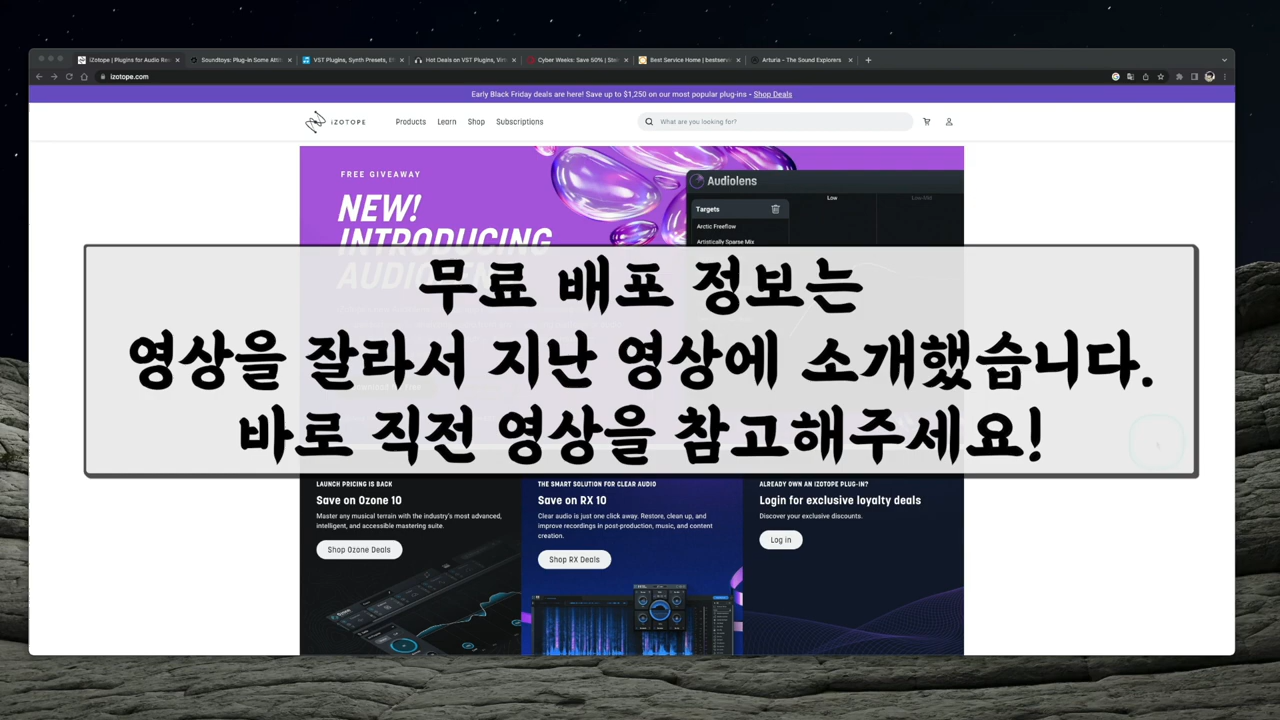 iZotope | Plugins for Audio Re
Soundtoys: Plug-in Some Atti
VST Plugins, Synth Presets, Ef
Hot Deals on VST Plugins, Virt
Cyber Weeks: Save 50% | Ste
Best Service Home | bestserv
Arturia - The Sound Explorers
izotope.com
Early Black Friday deals are here! Save up to $1,250 on our most popular plug-ins - Shop Deals
iZOTOPE
Products Learn Shop Subscriptions
What are you looking for?
FREE GIVEAWAY
NEW!
INTRODUCING
Audiolens
Targets
Low
Low-Mid
Arctic Freeflow
Artistically Sparse Mix
무료 배포 정보는
영상을 잘라서 지난 영상에 소개했습니다.
바로 직전 영상을 참고해주세요!
LAUNCH PRICING IS BACK
Save on Ozone 10
Master any musical terrain with the industry's most advanced,
intelligent, and accessible mastering suite.
Shop Ozone Deals
THE SMART SOLUTION FOR CLEAR AUDIO
Save on RX 10
Clear audio is just one click away. Restore, clean up, and
improve recordings in post-production, music, and content
creation.
Shop RX Deals
ALREADY OWN AN IZOTOPE PLUG-IN?
Login for exclusive loyalty deals
Discover your exclusive discounts.
Log in